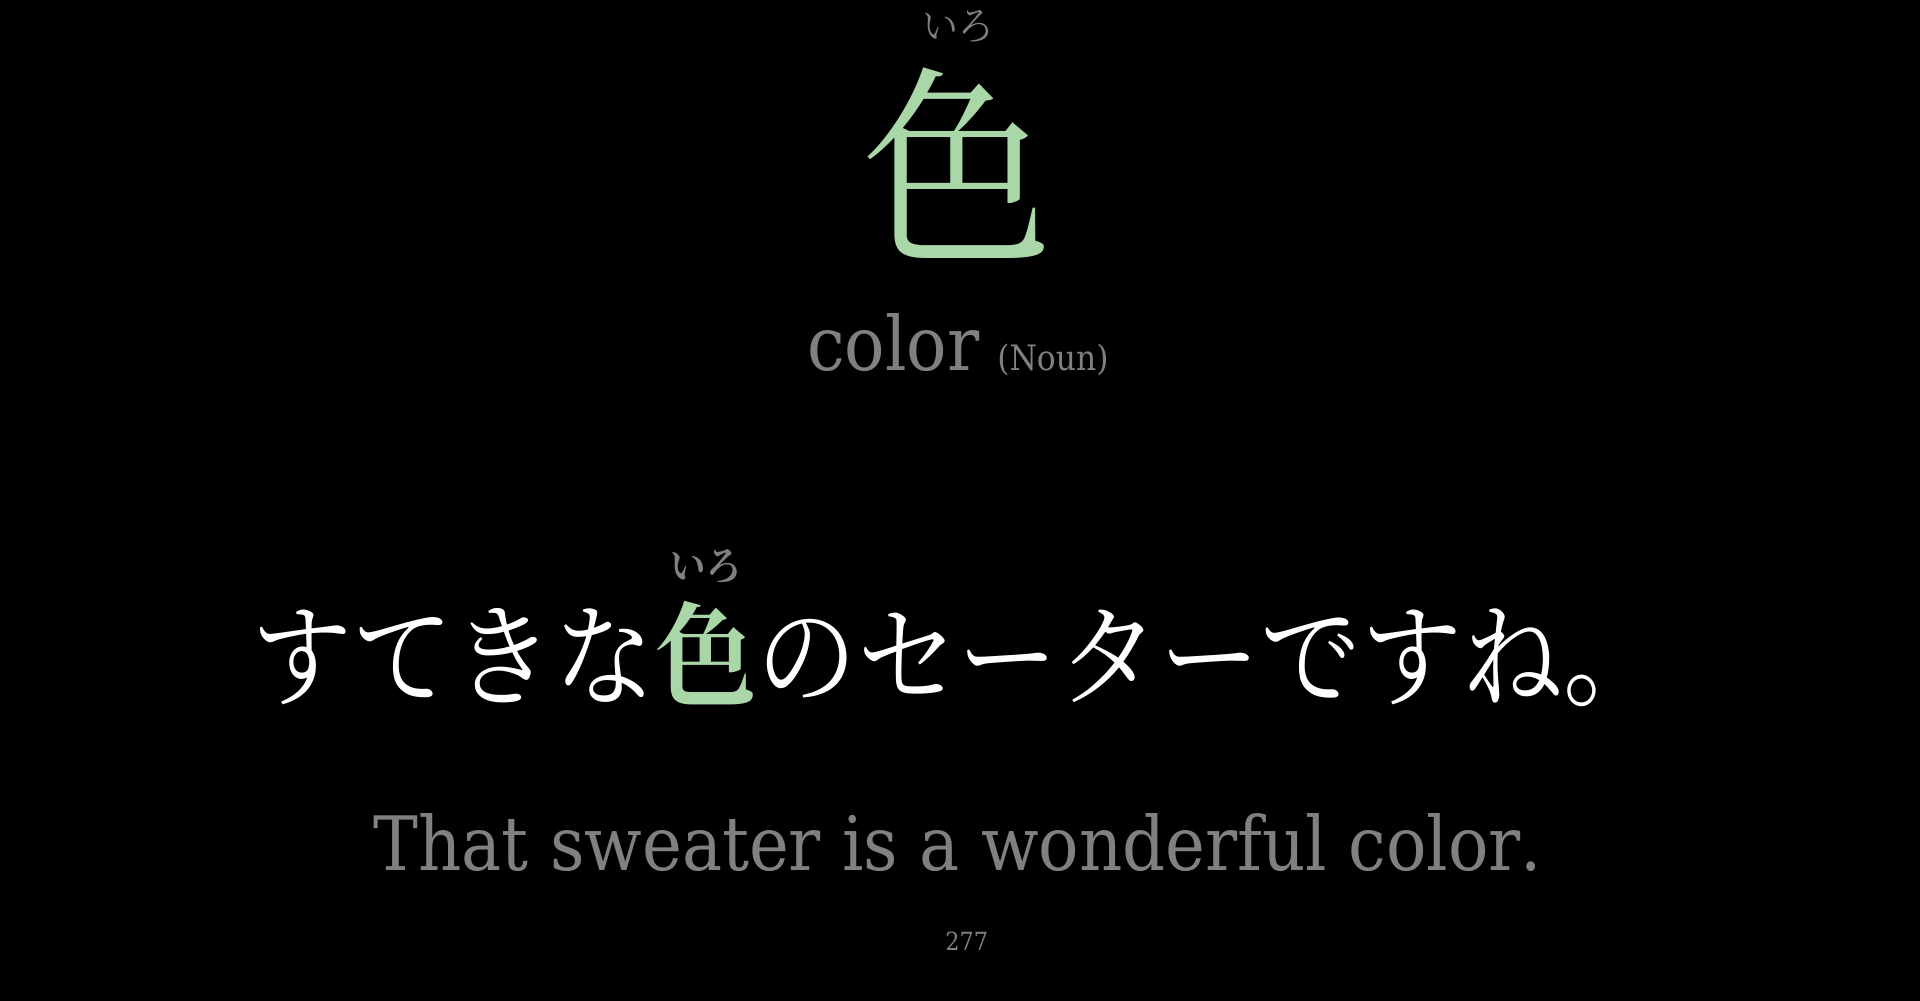 いろ
色
color (Noun)
いろ
すてきな色のセーターですね。
That sweater is a wonderful color.
277